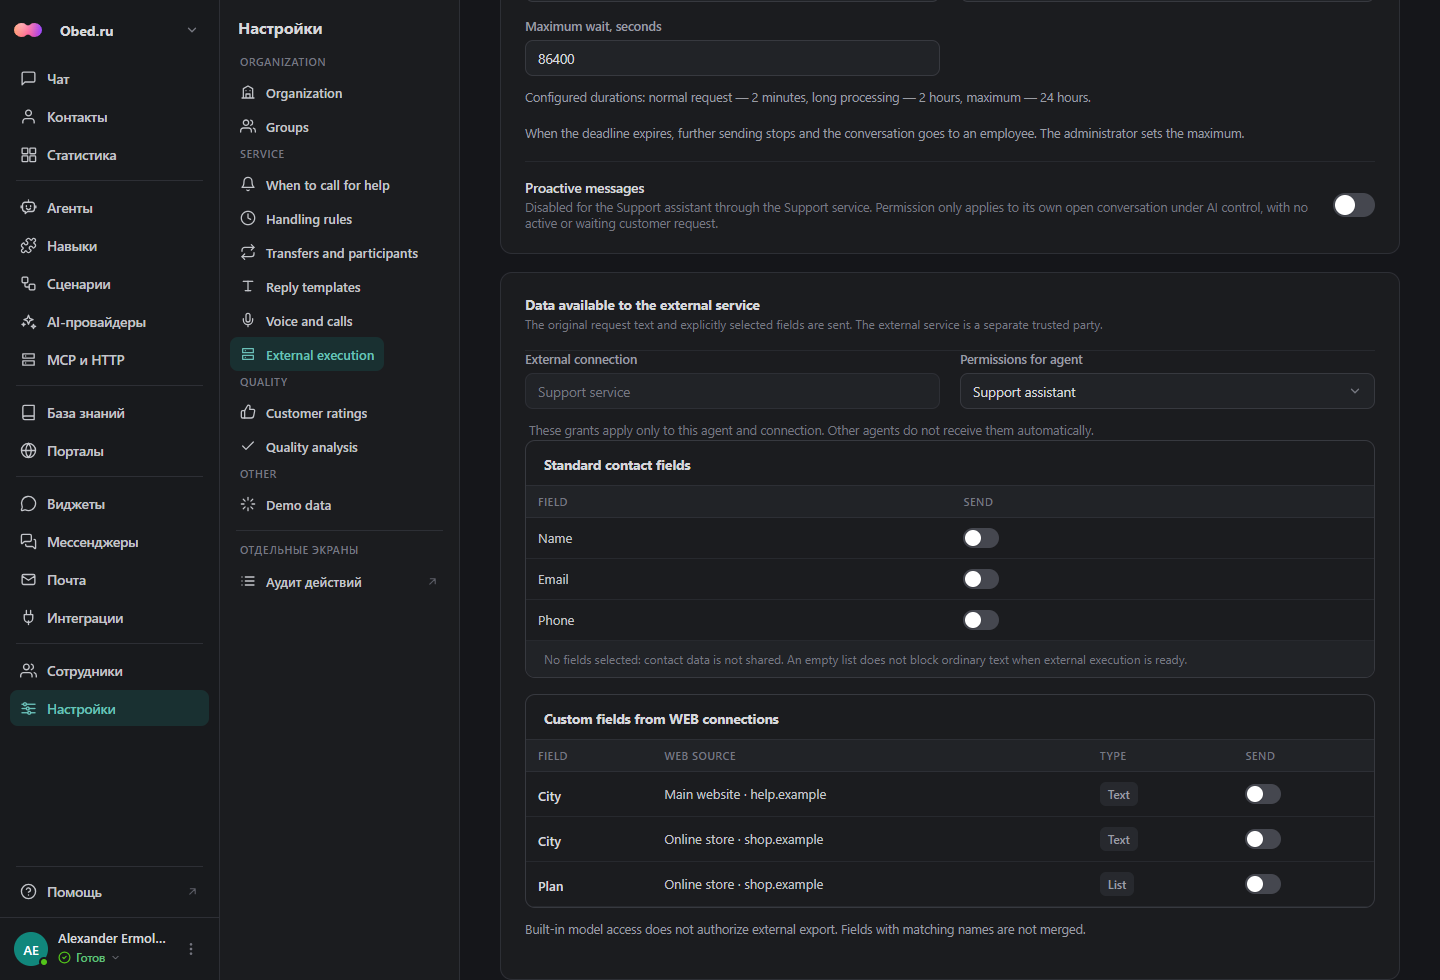 Obed.ru
Чат
Контакты
Статистика
Агенты
Навыки
Сценарии
AI-провайдеры
MCP и HTTP
База знаний
Порталы
Виджеты
Мессенджеры
Почта
Интеграции
Сотрудники
Настройки
Помощь
AE
Alexander Ermol...
Готов
Настройки
ORGANIZATION
Organization
Groups
SERVICE
When to call for help
Handling rules
Transfers and participants
Reply templates
Voice and calls
External execution
QUALITY
Customer ratings
Quality analysis
OTHER
Demo data
ОТДЕЛЬНЫЕ ЭКРАНЫ
Аудит действий
Maximum wait, seconds
86400
Configured durations: normal request — 2 minutes, long processing — 2 hours, maximum — 24 hours.
When the deadline expires, further sending stops and the conversation goes to an employee. The administrator sets the maximum.
Proactive messages
Disabled for the Support assistant through the Support service. Permission only applies to its own open conversation under AI control, with no
active or waiting customer request.
Data available to the external service
The original request text and explicitly selected fields are sent. The external service is a separate trusted party.
External connection
Permissions for agent
Support service
Support assistant
These grants apply only to this agent and connection. Other agents do not receive them automatically.
Standard contact fields
FIELD SEND
Name
Email
Phone
No fields selected: contact data is not shared. An empty list does not block ordinary text when external execution is ready.
Custom fields from WEB connections
FIELD WEB SOURCE TYPE SEND
City Main website · help.example Text
City Online store · shop.example Text
Plan Online store · shop.example List
Built-in model access does not authorize external export. Fields with matching names are not merged.